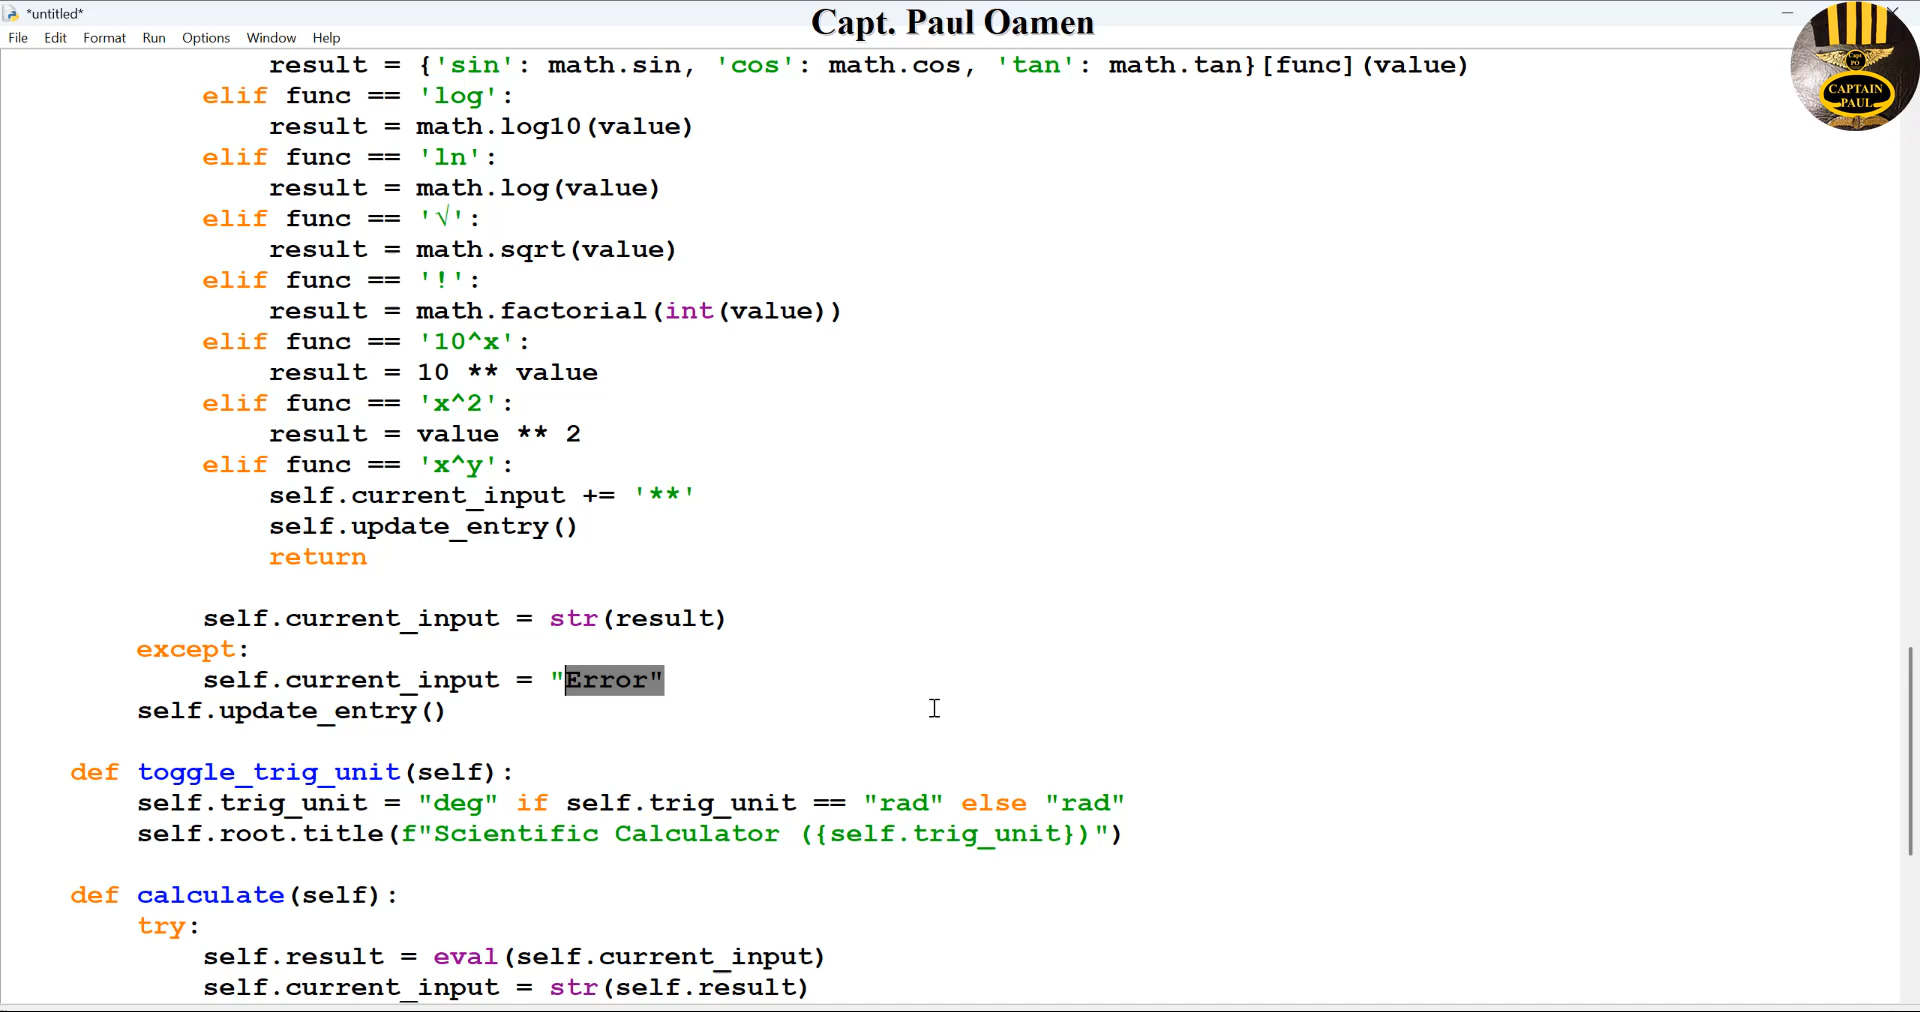 *untitled*
Capt. Paul Oamen
File Edit Format Run Options Window Help
CAPTAIN
PAUL
result = {'sin': math.sin, 'cos': math.cos, 'tan': math.tan}[func](value)
elif func == 'log':
result = math.log10(value)
elif func == 'ln':
result = math.log(value)
elif func == '√':
result = math.sqrt(value)
elif func == '!':
result = math.factorial(int(value))
elif func == '10^x':
result = 10 ** value
elif func == 'x^2':
result = value ** 2
elif func == 'x^y':
self.current_input += '**'
self.update_entry()
return
self.current_input = str(result)
except:
self.current_input = "Error"
self.update_entry()
def toggle_trig_unit(self):
self.trig_unit = "deg" if self.trig_unit == "rad" else "rad"
self.root.title(f"Scientific Calculator ({self.trig_unit})")
def calculate(self):
try:
self.result = eval(self.current_input)
self.current_input = str(self.result)